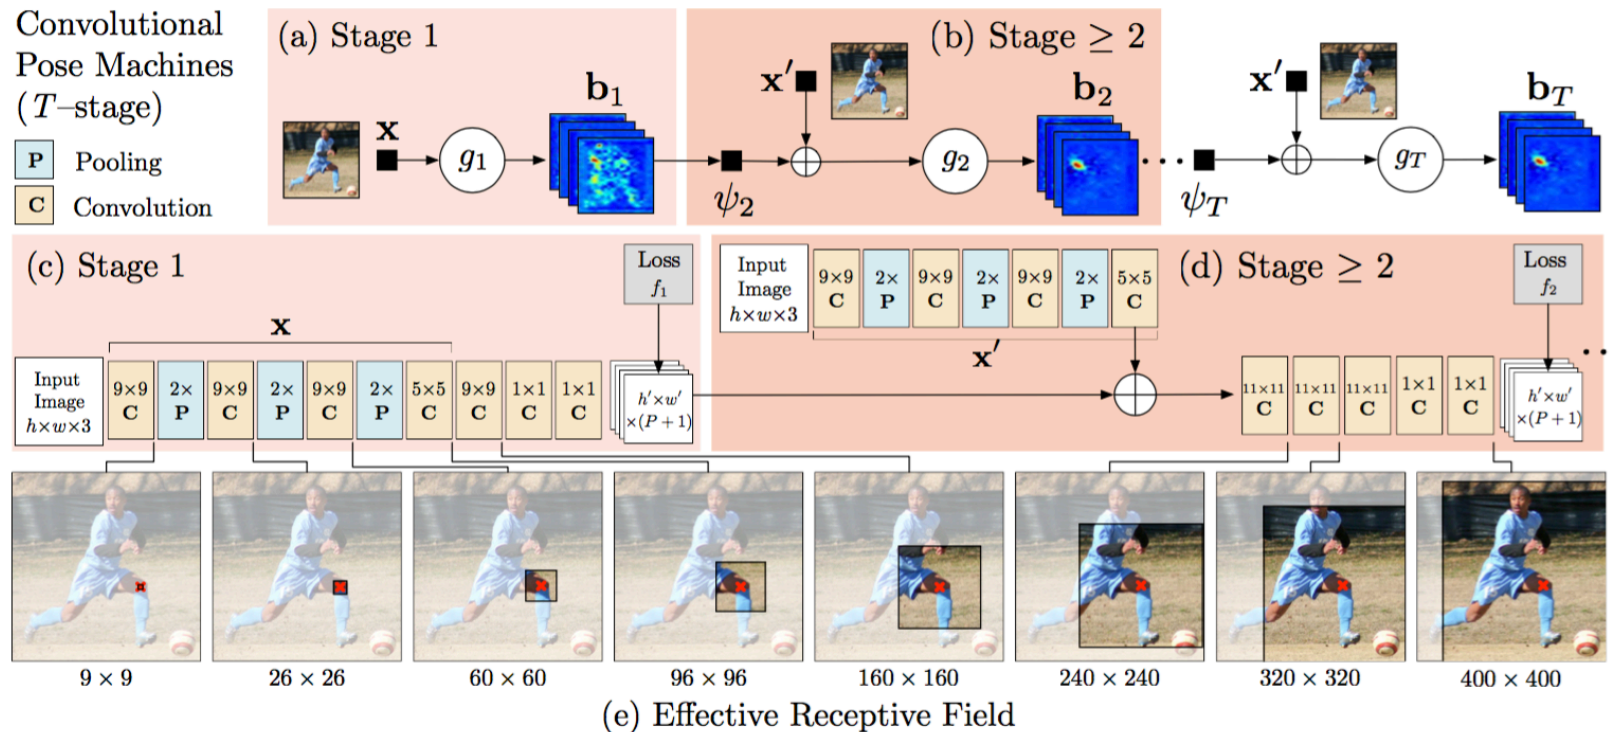 Convolutional
Pose Machines
(T–stage)
P Pooling
C Convolution
(a) Stage 1
x
g₁
b₁
(b) Stage ≥ 2
ψ₂
x′
g₂
b₂
ψ_T
x′
g_T
b_T
(c) Stage 1
Loss
f₁
x
Input
Image
h×w×3
9×9 2× 9×9 2× 9×9 2× 5×5 9×9 1×1 1×1
C P C P C P C C C C
h′×w′
×(P+1)
(d) Stage ≥ 2
Input
Image
h×w×3
9×9 2× 9×9 2× 9×9 2× 5×5
C P C P C P C
x′
Loss
f₂
11×11 11×11 11×11 1×1 1×1
C C C C C
h′×w′
×(P+1)
9 × 9 26 × 26 60 × 60 96 × 96 160 × 160 240 × 240 320 × 320 400 × 400
(e) Effective Receptive Field